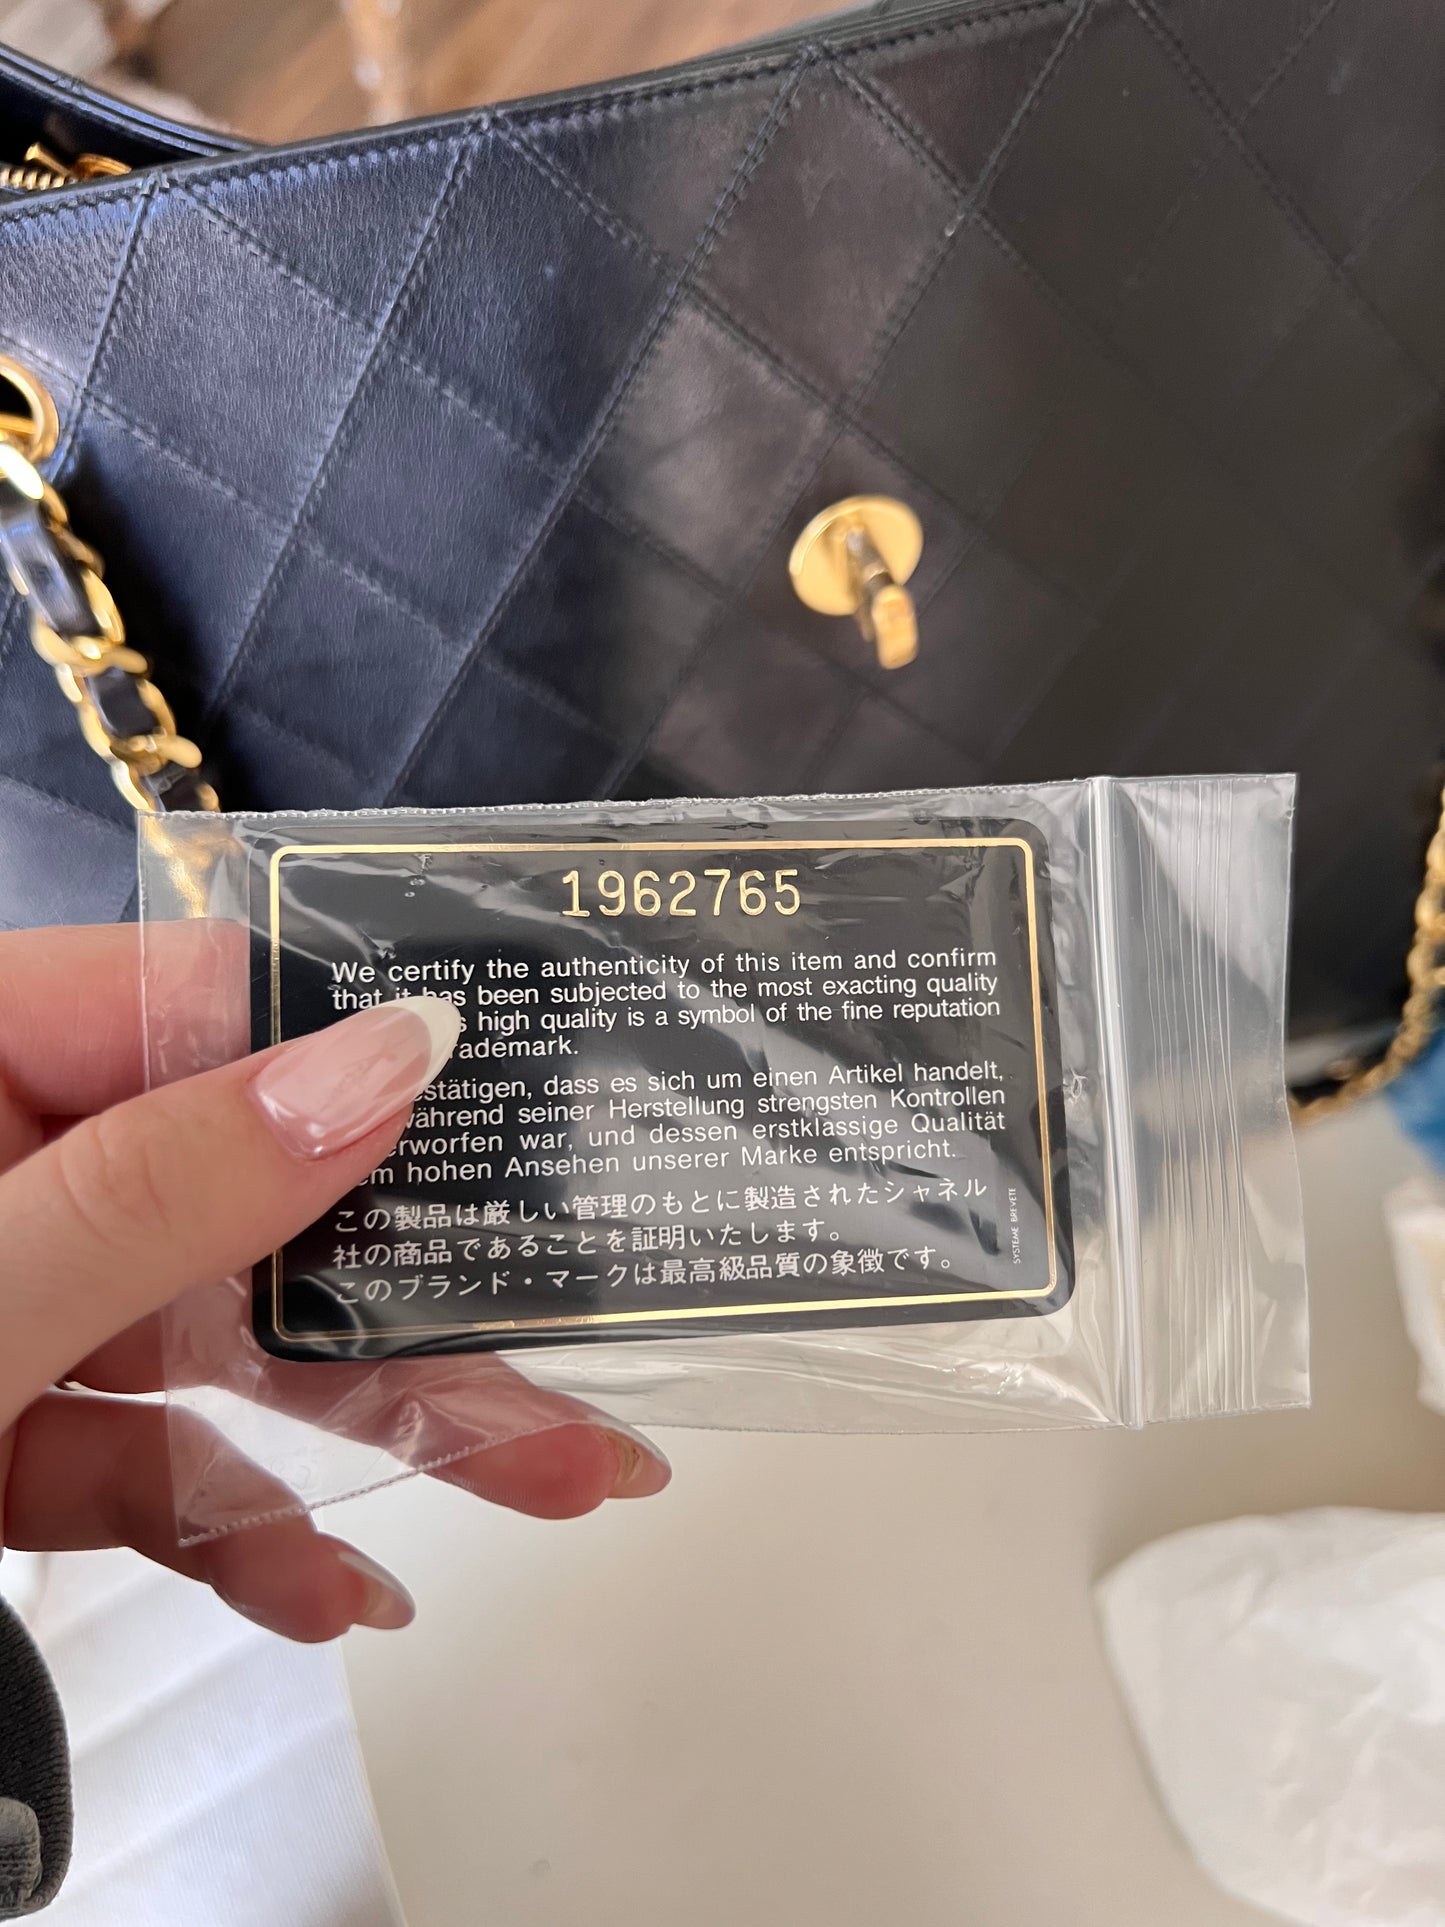 1962765
We certify the authenticity of this item and confirm
that it has been subjected to the most exacting quality
high quality is a symbol of the fine reputation
rademark.
stätigen, dass es sich um einen Artikel handelt,
während seiner Herstellung strengsten Kontrollen
erworfen war, und dessen erstklassige Qualität
m hohen Ansehen unserer Marke entspricht.
この製品は厳しい管理のもとに製造されたシャネル
社の商品であることを証明いたします。
このブランド・マークは最高級品質の象徴です。
SYSTEME BREVETE